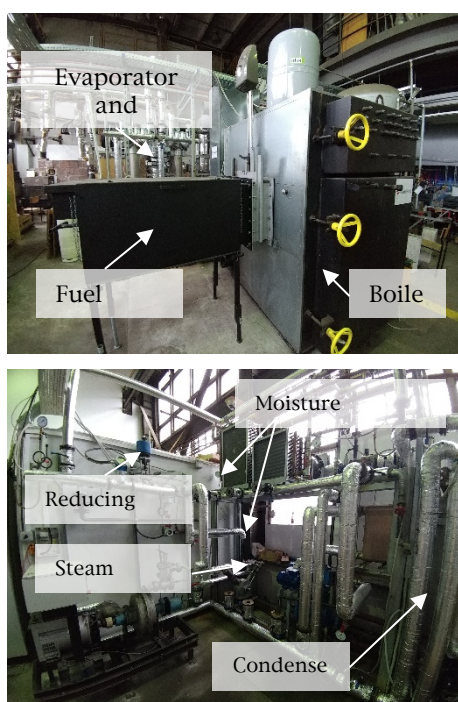 Evaporator
and
Fuel
Boile
Moisture
Reducing
Steam
Condense